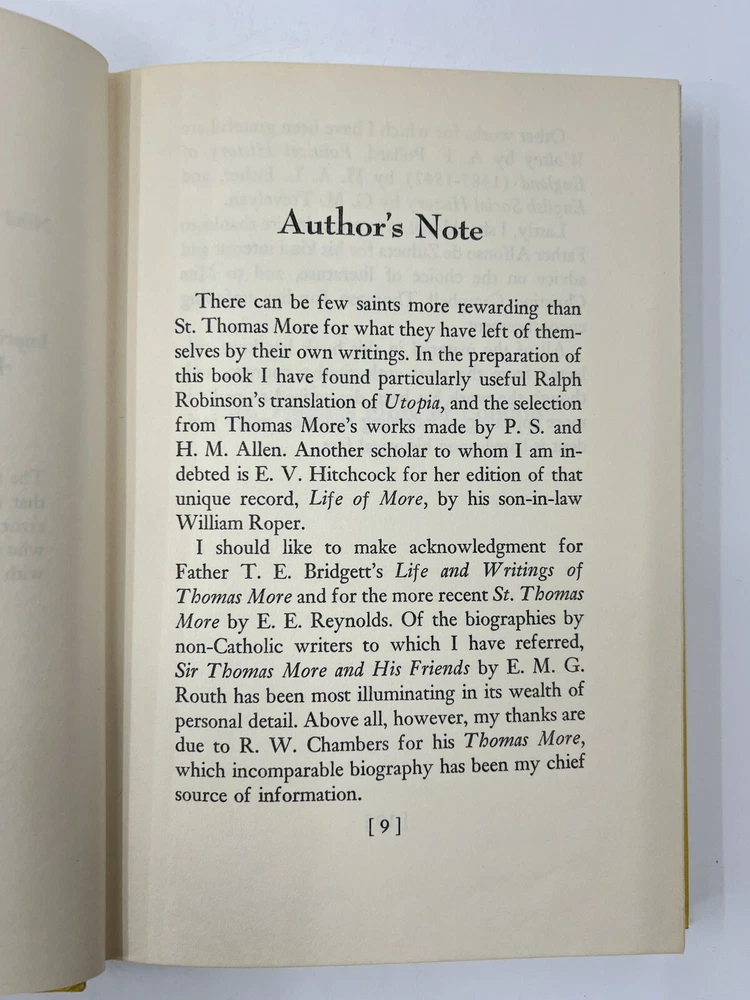 Author's Note
There can be few saints more rewarding than
St. Thomas More for what they have left of them-
selves by their own writings. In the preparation of
this book I have found particularly useful Ralph
Robinson's translation of Utopia, and the selection
from Thomas More's works made by P. S. and
H. M. Allen. Another scholar to whom I am in-
debted is E. V. Hitchcock for her edition of that
unique record, Life of More, by his son-in-law
William Roper.
I should like to make acknowledgment for
Father T. E. Bridgett's Life and Writings of
Thomas More and for the more recent St. Thomas
More by E. E. Reynolds. Of the biographies by
non-Catholic writers to which I have referred,
Sir Thomas More and His Friends by E. M. G.
Routh has been most illuminating in its wealth of
personal detail. Above all, however, my thanks are
due to R. W. Chambers for his Thomas More,
which incomparable biography has been my chief
source of information.
[ 9 ]